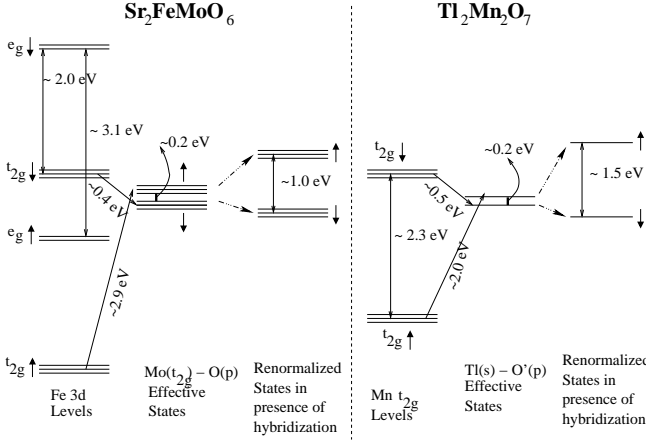 Sr2FeMoO6
Tl2Mn2O7
eg
~ 2.0 eV
~ 3.1 eV
t2g
~0.2 eV
~0.4 eV
~1.0 eV
eg
~2.9 eV
t2g
Fe 3d
Levels
Mo(t2g) – O(p)
Effective
States
Renormalized
States in
presence of
hybridization
t2g
~0.2 eV
~0.5 eV
~ 1.5 eV
~ 2.3 eV
~2.0 eV
t2g
Mn t2g
Levels
Tl(s) – O'(p)
Effective
States
Renormalized
States in
presence of
hybridization